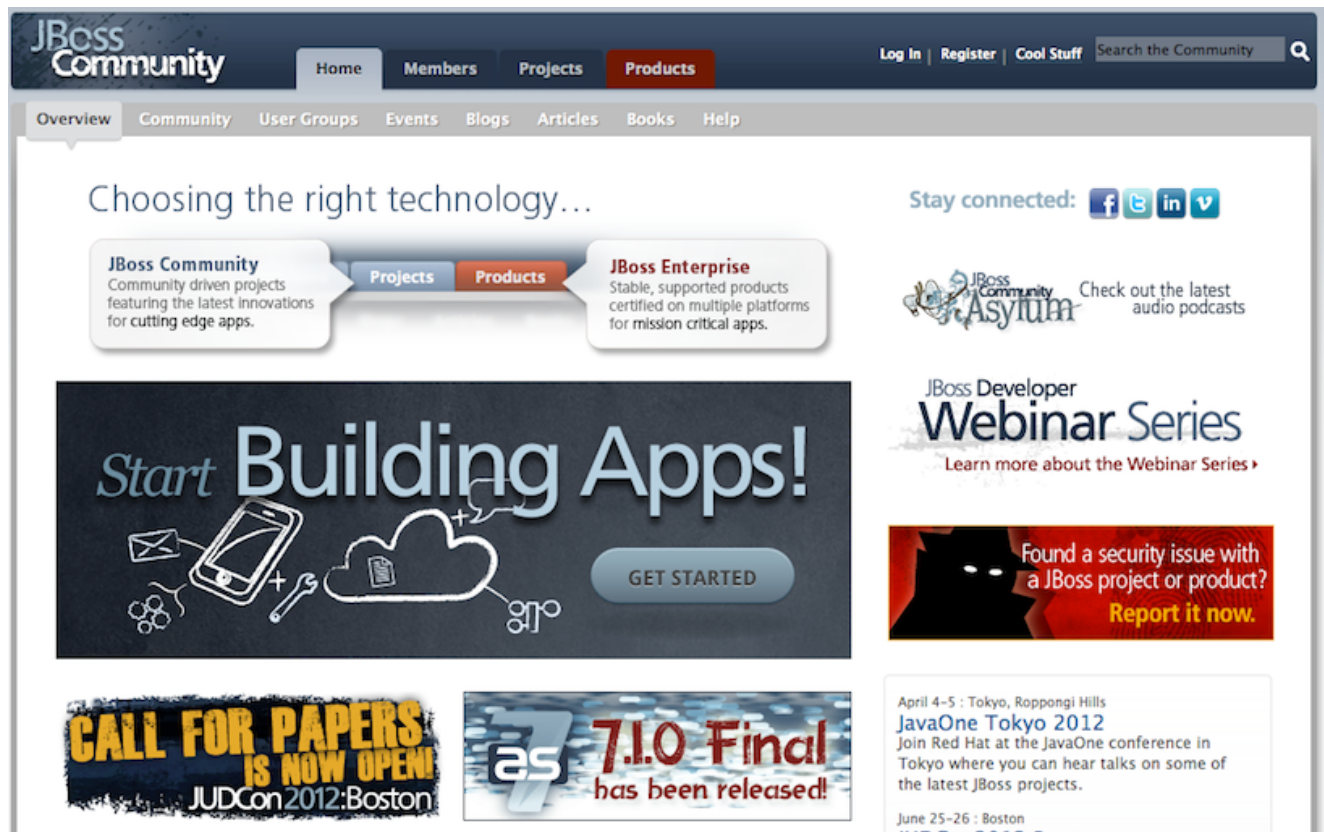 JBoss
Community
Home
Members
Projects
Products
Log In | Register | Cool Stuff
Search the Community
Overview
Community
User Groups
Events
Blogs
Articles
Books
Help
Choosing the right technology...
JBoss Community
Community driven projects
featuring the latest innovations
for cutting edge apps.
Projects
Products
JBoss Enterprise
Stable, supported products
certified on multiple platforms
for mission critical apps.
Stay connected:
f
t
in
v
JBoss
Community
Asylum
Check out the latest
audio podcasts
Start Building Apps!
GET STARTED
JBoss Developer
Webinar Series
Learn more about the Webinar Series
Found a security issue with
a JBoss project or product?
Report it now.
CALL FOR PAPERS
IS NOW OPEN!
JUDCon2012:Boston
7
as
7.1.0 Final
has been released!
April 4-5 : Tokyo, Roppongi Hills
JavaOne Tokyo 2012
Join Red Hat at the JavaOne conference in
Tokyo where you can hear talks on some of
the latest JBoss projects.
June 25-26 : Boston